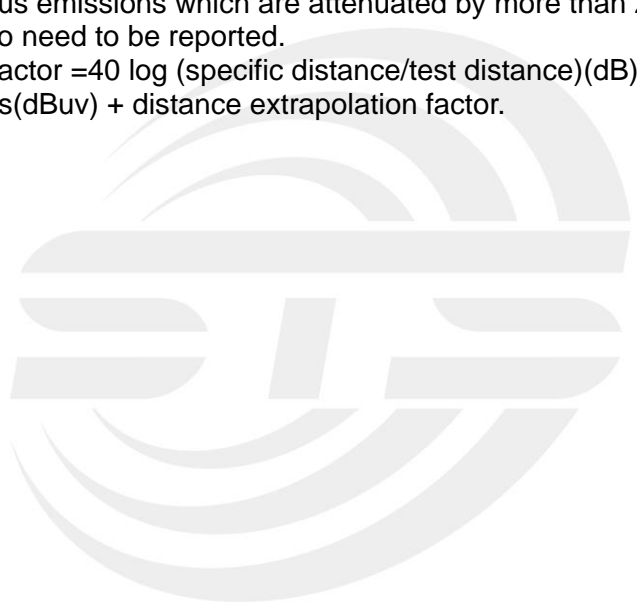 us emissions which are attenuated by more than
o need to be reported.
actor =40 log (specific distance/test distance)(dB)
s(dBuv) + distance extrapolation factor.
STS